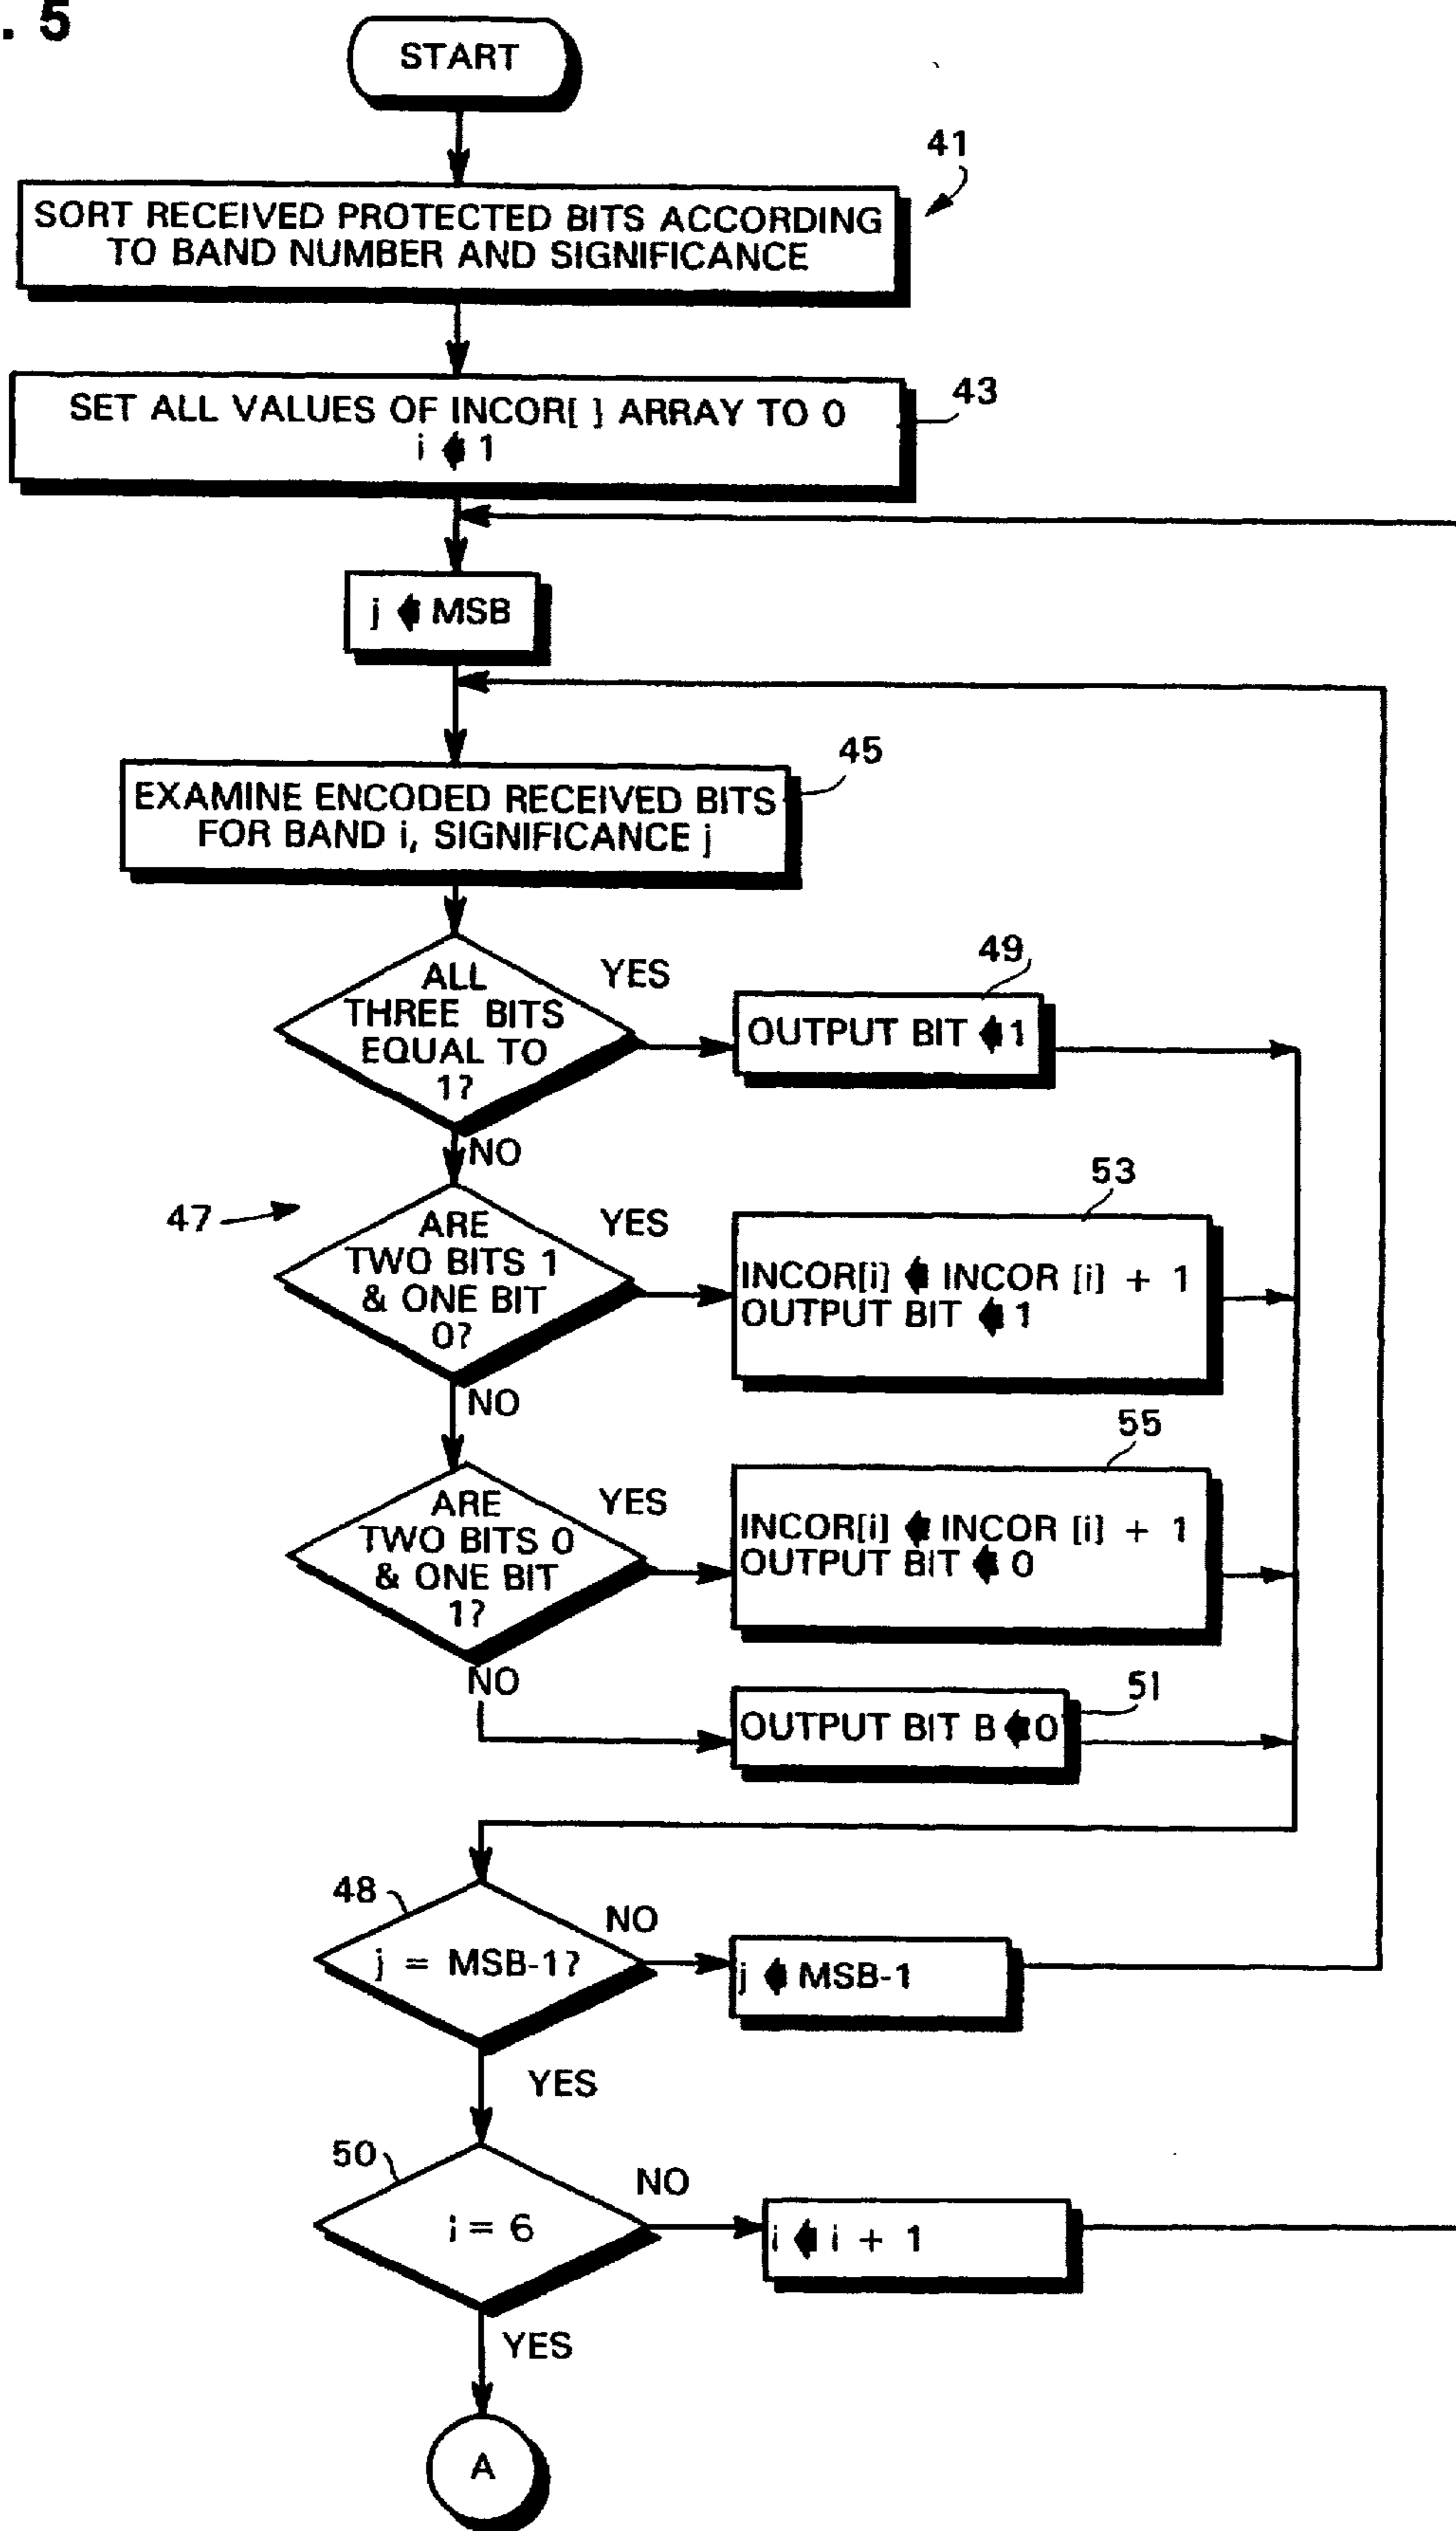 . 5
START
41
SORT RECEIVED PROTECTED BITS ACCORDING
TO BAND NUMBER AND SIGNIFICANCE
43
SET ALL VALUES OF INCOR[ ] ARRAY TO 0
i ← 1
j ← MSB
45
EXAMINE ENCODED RECEIVED BITS
FOR BAND i, SIGNIFICANCE j
ALL
THREE BITS
EQUAL TO
1?
YES
49
OUTPUT BIT ← 1
NO
47
ARE
TWO BITS 1
& ONE BIT
0?
YES
53
INCOR[i] ← INCOR [i] + 1
OUTPUT BIT ← 1
NO
ARE
TWO BITS 0
& ONE BIT
1?
YES
55
INCOR[i] ← INCOR [i] + 1
OUTPUT BIT ← 0
NO
51
OUTPUT BIT B ← 0
48
j = MSB-1?
NO
j ← MSB-1
YES
50
i = 6
NO
i ← i + 1
YES
A